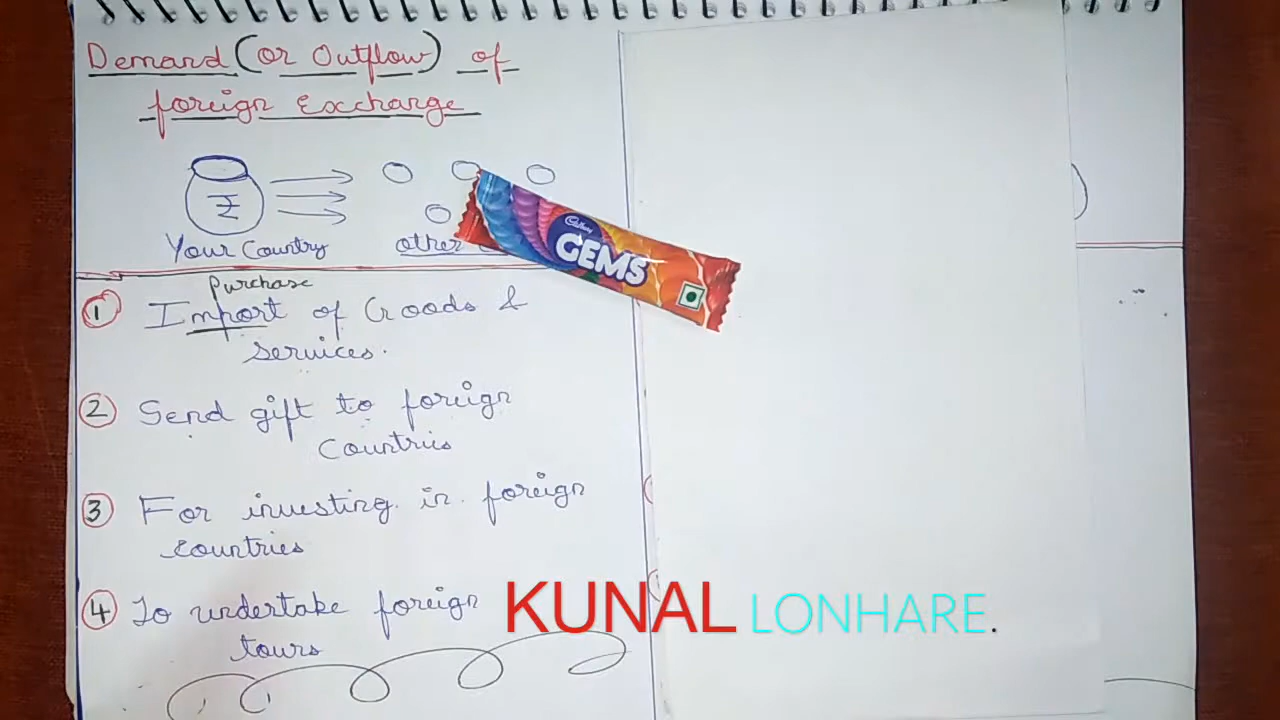 Demand (or Outflow) of
foreign Exchange
₹
Your Country
other
Cadbury
GEMS
Purchase
① Import of Goods &
services.
② Send gift to foreign
Countries
③ For investing in foreign
countries
④ To undertake foreign
tours
KUNAL LONHARE.